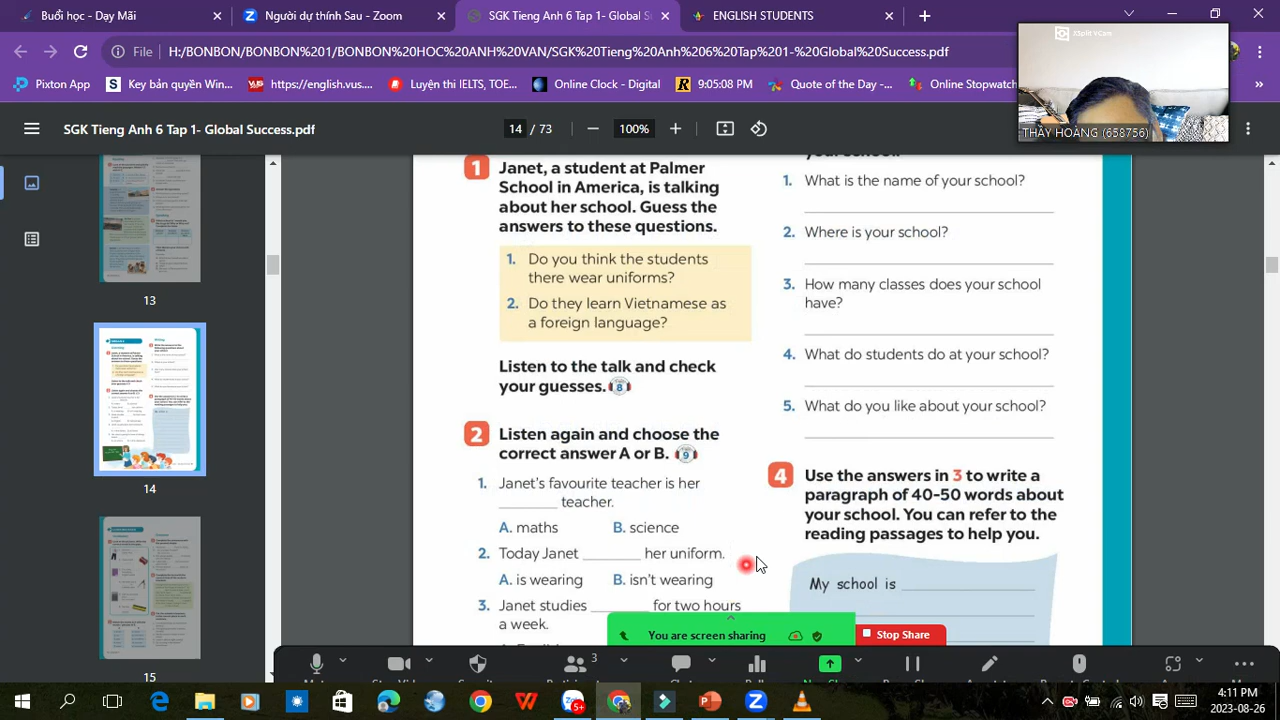 Buổi học của Mai - Zoom
SGK Tieng Anh 6 Tap 1 - Global S
ENGLISH STUDENTS
File
H:/BONBON/BONBON%201/BO
HOC%20ANH%20VAN/SGK%20Tieng%20Anh%206%20Tap%201-%20Global%20Success.pdf
XSplit VCam
THẦY HOÀNG (658756)
Pixton App
Key bản quyền Win...
https://english.vas...
thi IELTS, TOE
Online Clock - Digi
9:05:08 PM
Quote of the Day -...
Online Stopwatch
SGK Tieng Anh 6 Tap 1- Global Success.pdf
14 / 73
100%
13
14
15
1
Janet, a student at Palmer
School in America, is talking
about her school. Guess the
answers to these questions.
1. Do you think the students
there wear uniforms?
2. Do they learn Vietnamese as
a foreign language?
Listen to the talk and check
your guesses. 8
2
Listen again and choose the
correct answer A or B. 9
1. Janet's favourite teacher is her
________ teacher.
A. maths B. science
2. Today Janet ________ her uniform.
A. is wearing B. isn't wearing
3. Janet studies ________ for two hours
a week.
1. What is the name of your school?
2. Where is your school?
3. How many classes does your school
have?
4. What do students do at your school?
5. What do you like about your school?
4
Use the answers in 3 to write a
paragraph of 40-50 words about
your school. You can refer to the
reading passages to help you.
My school is
You are screen sharing
Stop Share
3
5+
4:11 PM
2023-08-28